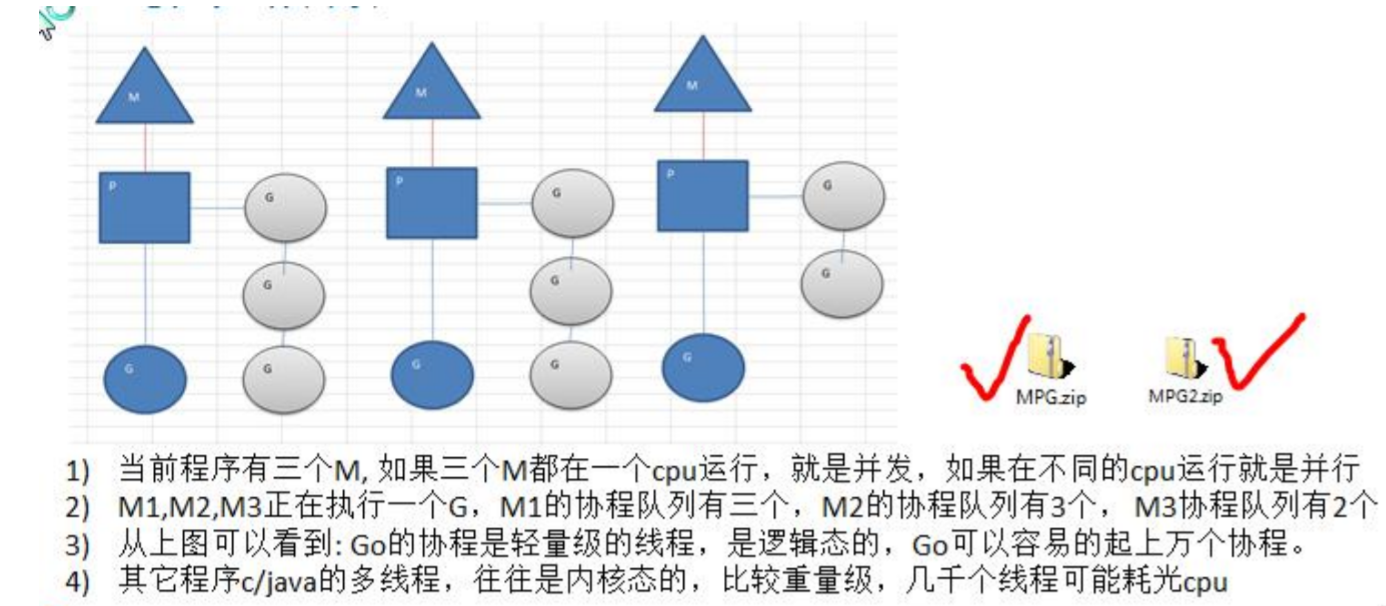 M
M
M
P
G
P
G
P
G
G
G
G
G
G
G
G
G
G
MPG.zip
MPG2.zip
1) 当前程序有三个M, 如果三个M都在一个cpu运行，就是并发，如果在不同的cpu运行就是并行
2) M1,M2,M3正在执行一个G，M1的协程队列有三个，M2的协程队列有3个， M3协程队列有2个
3) 从上图可以看到: Go的协程是轻量级的线程，是逻辑态的，Go可以容易的起上万个协程。
4) 其它程序c/java的多线程，往往是内核态的，比较重量级，几千个线程可能耗光cpu